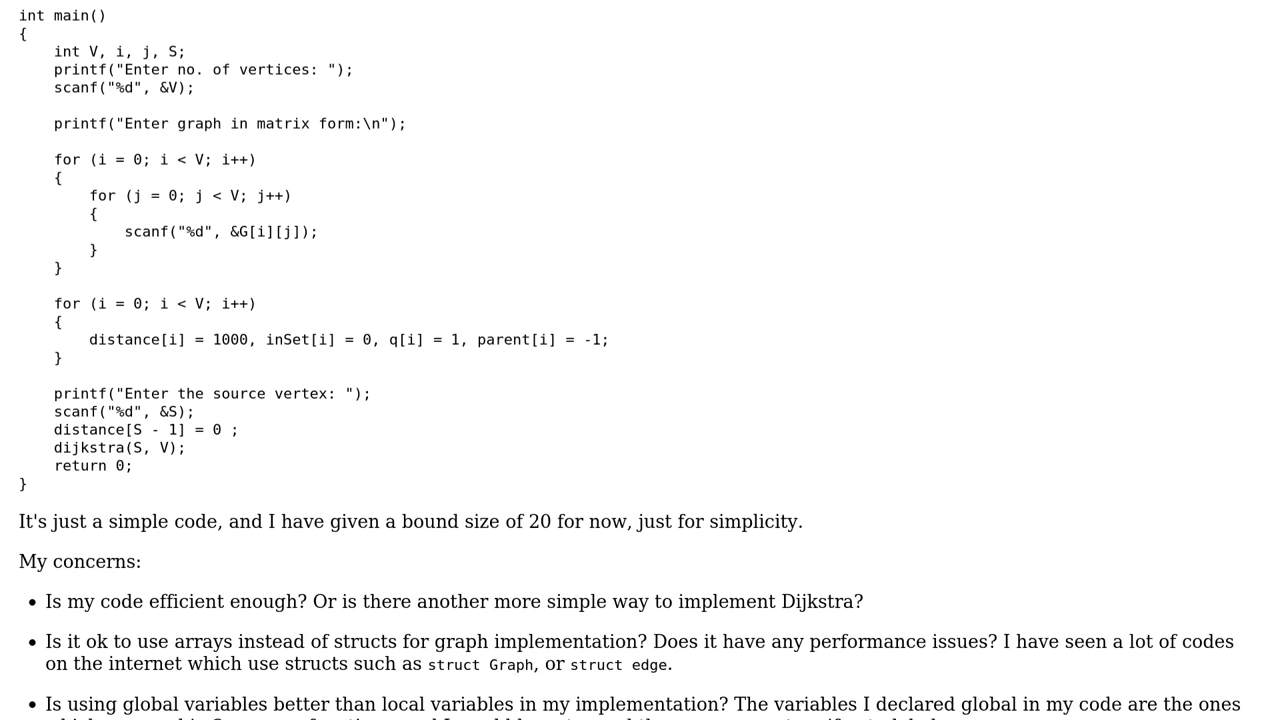 int main()
{
    int V, i, j, S;
    printf("Enter no. of vertices: ");
    scanf("%d", &V);

    printf("Enter graph in matrix form:\n");

    for (i = 0; i < V; i++)
    {
        for (j = 0; j < V; j++)
        {
            scanf("%d", &G[i][j]);
        }
    }

    for (i = 0; i < V; i++)
    {
        distance[i] = 1000, inSet[i] = 0, q[i] = 1, parent[i] = -1;
    }

    printf("Enter the source vertex: ");
    scanf("%d", &S);
    distance[S - 1] = 0 ;
    dijkstra(S, V);
    return 0;
}
It's just a simple code, and I have given a bound size of 20 for now, just for simplicity.
My concerns:
• Is my code efficient enough? Or is there another more simple way to implement Dijkstra?
• Is it ok to use arrays instead of structs for graph implementation? Does it have any performance issues? I have seen a lot of codes
on the internet which use structs such as struct Graph, or struct edge.
• Is using global variables better than local variables in my implementation? The variables I declared global in my code are the ones